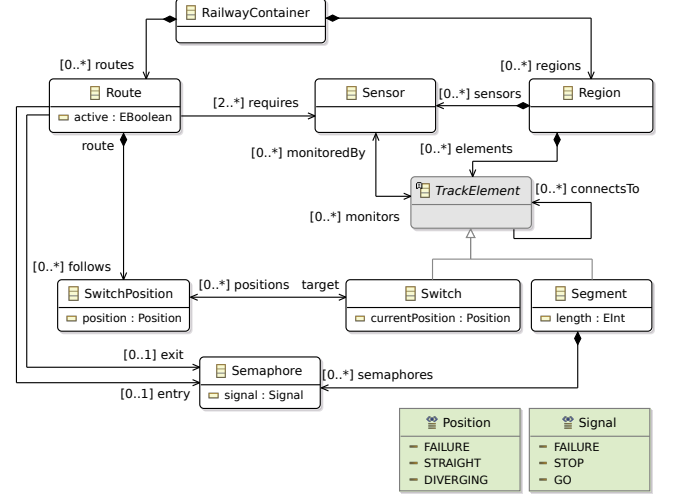 RailwayContainer
[0..*] routes
[0..*] regions
Route
active : EBoolean
[2..*] requires
Sensor
[0..*] sensors
Region
route
[0..*] monitoredBy
[0..*] elements
TrackElement
[0..*] connectsTo
[0..*] monitors
[0..*] follows
SwitchPosition
position : Position
[0..*] positions
target
Switch
currentPosition : Position
Segment
length : EInt
[0..1] exit
[0..1] entry
Semaphore
signal : Signal
[0..*] semaphores
Position
FAILURE
STRAIGHT
DIVERGING
Signal
FAILURE
STOP
GO